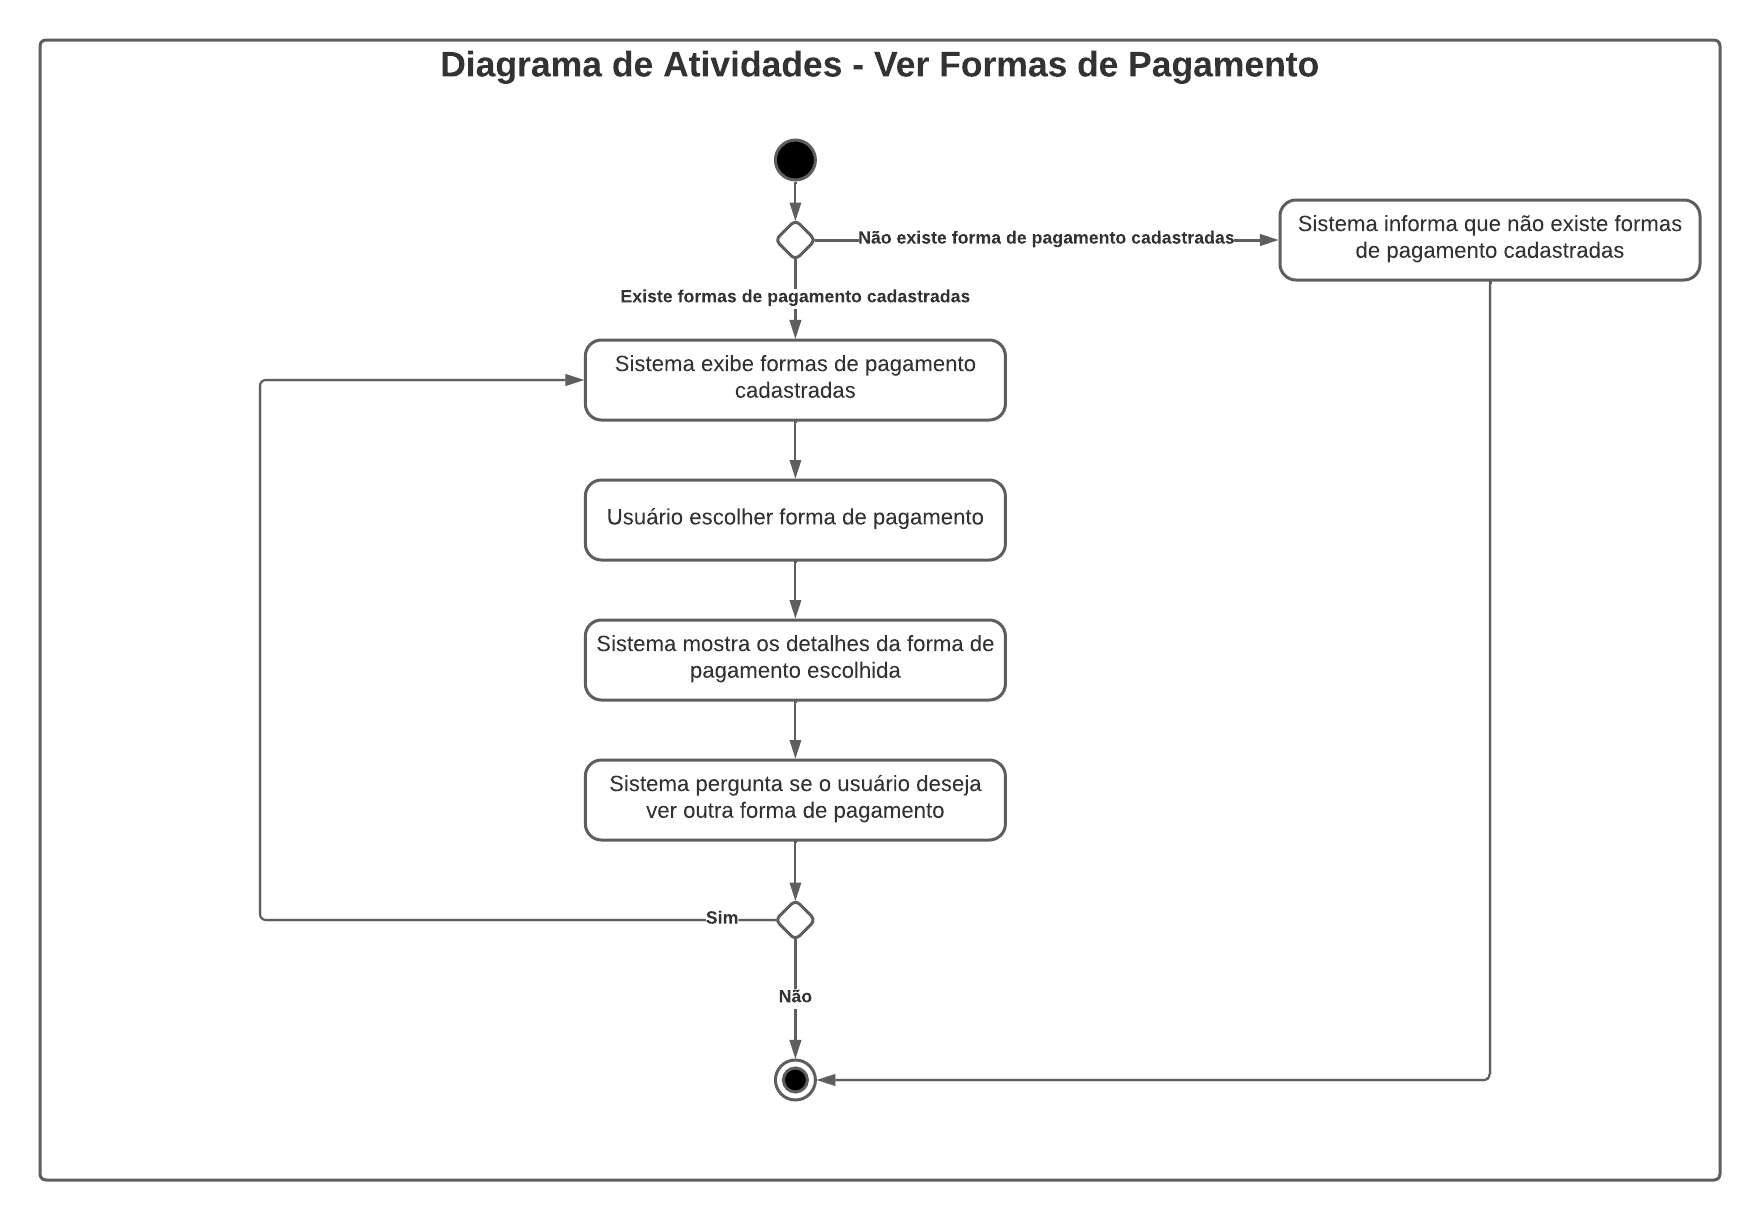 Diagrama de Atividades - Ver Formas de Pagamento
Não existe forma de pagamento cadastradas
Sistema informa que não existe formas
de pagamento cadastradas
Existe formas de pagamento cadastradas
Sistema exibe formas de pagamento
cadastradas
Usuário escolher forma de pagamento
Sistema mostra os detalhes da forma de
pagamento escolhida
Sistema pergunta se o usuário deseja
ver outra forma de pagamento
Sim
Não